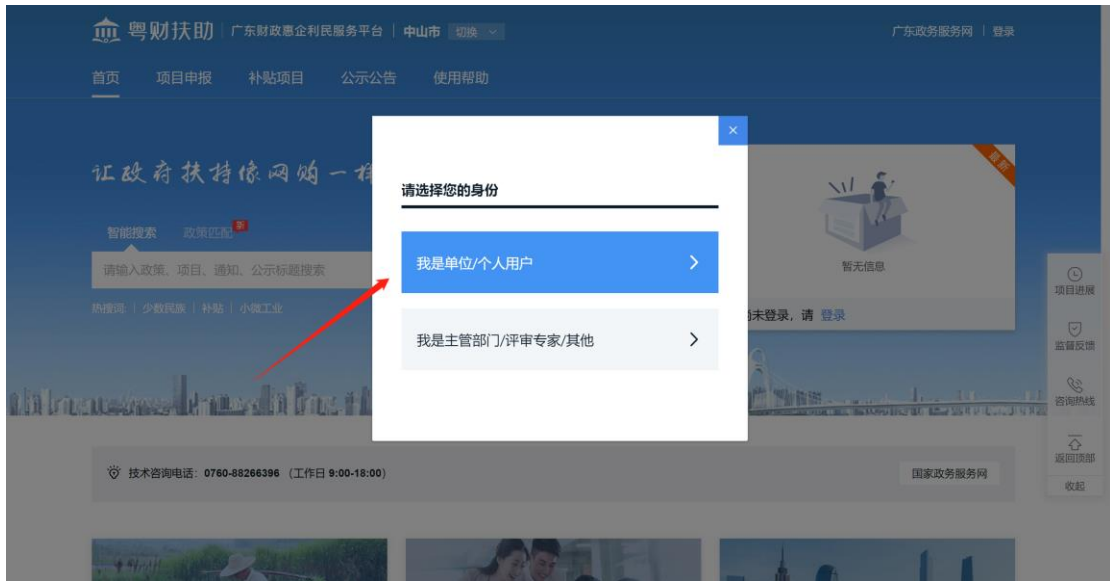 粤财扶助 | 广东财政惠企利民服务平台 | 中山市 切换
广东政务服务网 | 登录
首页 项目申报 补贴项目 公示公告 使用帮助
让政府扶持像网购一样
智能搜索 政策匹配 新
请输入政策、项目、通知、公示标题搜索
热搜词: | 少数民族 | 补贴 | 小微工业
请选择您的身份
我是单位/个人用户
我是主管部门/评审专家/其他
最新
暂无信息
尚未登录，请 登录
项目进展
监督反馈
咨询热线
返回顶部
收起
技术咨询电话：0760-88266396 （工作日 9:00-18:00）
国家政务服务网